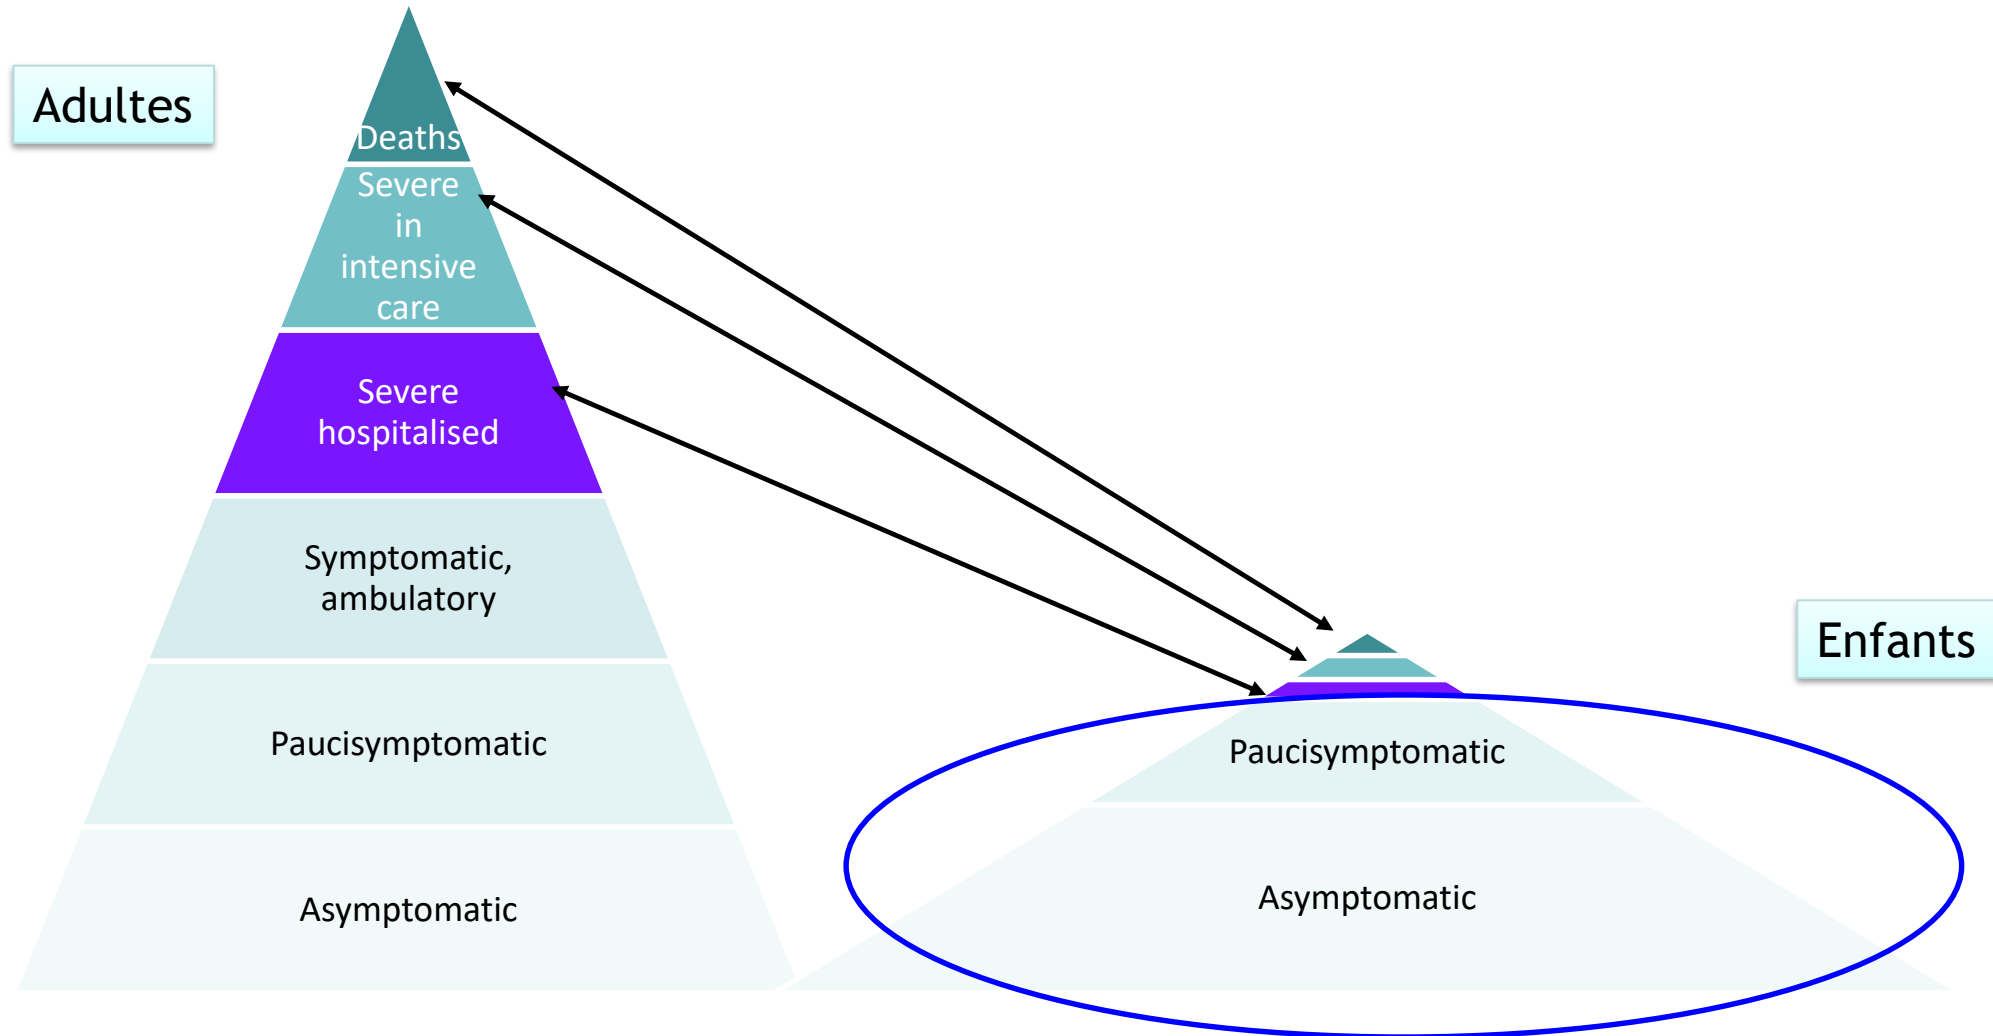 Adultes
Deaths
Severe
in
intensive
care
Severe
hospitalised
Symptomatic,
ambulatory
Paucisymptomatic
Asymptomatic
Enfants
Paucisymptomatic
Asymptomatic